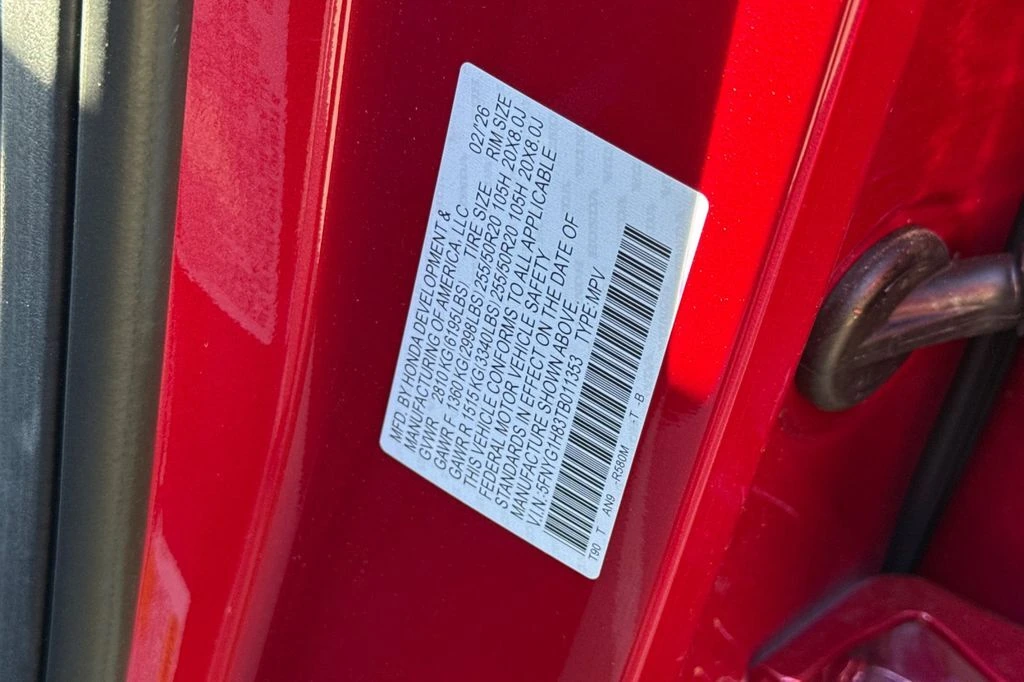 MFD. BY HONDA DEVELOPMENT & 02/26
MANUFACTURING OF AMERICA, LLC
GVWR 2810 KG(6195LBS) TIRE SIZE RIM SIZE
GAWR F 1360 KG(2998LBS) 255/50R20 105H 20X8.0J
GAWR R 1515 KG(3340LBS) 255/50R20 105H 20X8.0J
THIS VEHICLE CONFORMS TO ALL APPLICABLE
FEDERAL MOTOR VEHICLE SAFETY
STANDARDS IN EFFECT ON THE DATE OF
MANUFACTURE SHOWN ABOVE.
V.I.N: 5FNYG1H83TB011353 TYPE:MPV
T90 T AN9 -R580M -T -B